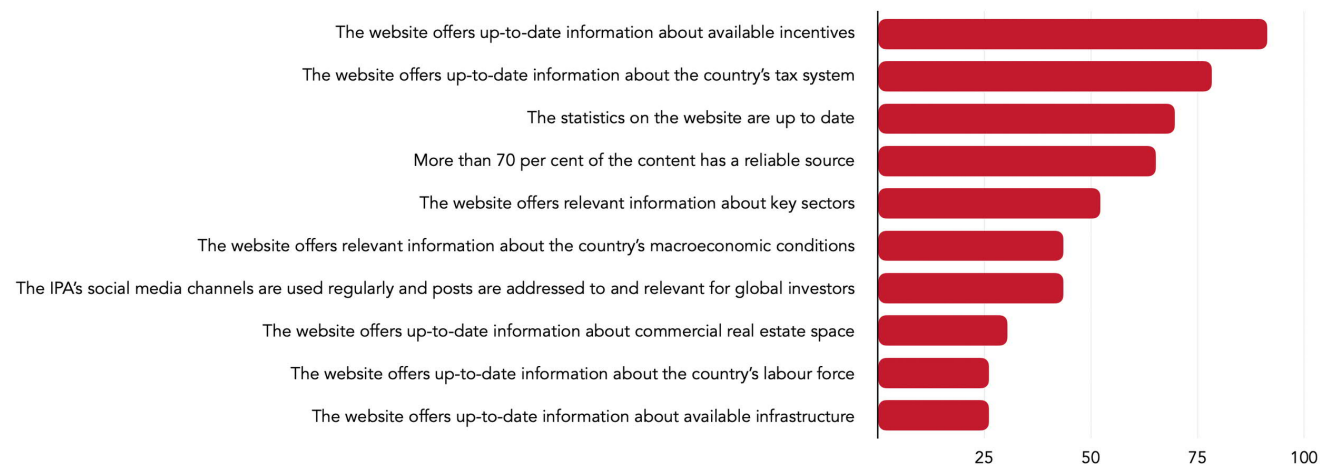 The website offers up-to-date information about available incentives
The website offers up-to-date information about the country’s tax system
The statistics on the website are up to date
More than 70 per cent of the content has a reliable source
The website offers relevant information about key sectors
The website offers relevant information about the country’s macroeconomic conditions
The IPA’s social media channels are used regularly and posts are addressed to and relevant for global investors
The website offers up-to-date information about commercial real estate space
The website offers up-to-date information about the country’s labour force
The website offers up-to-date information about available infrastructure
25 50 75 100